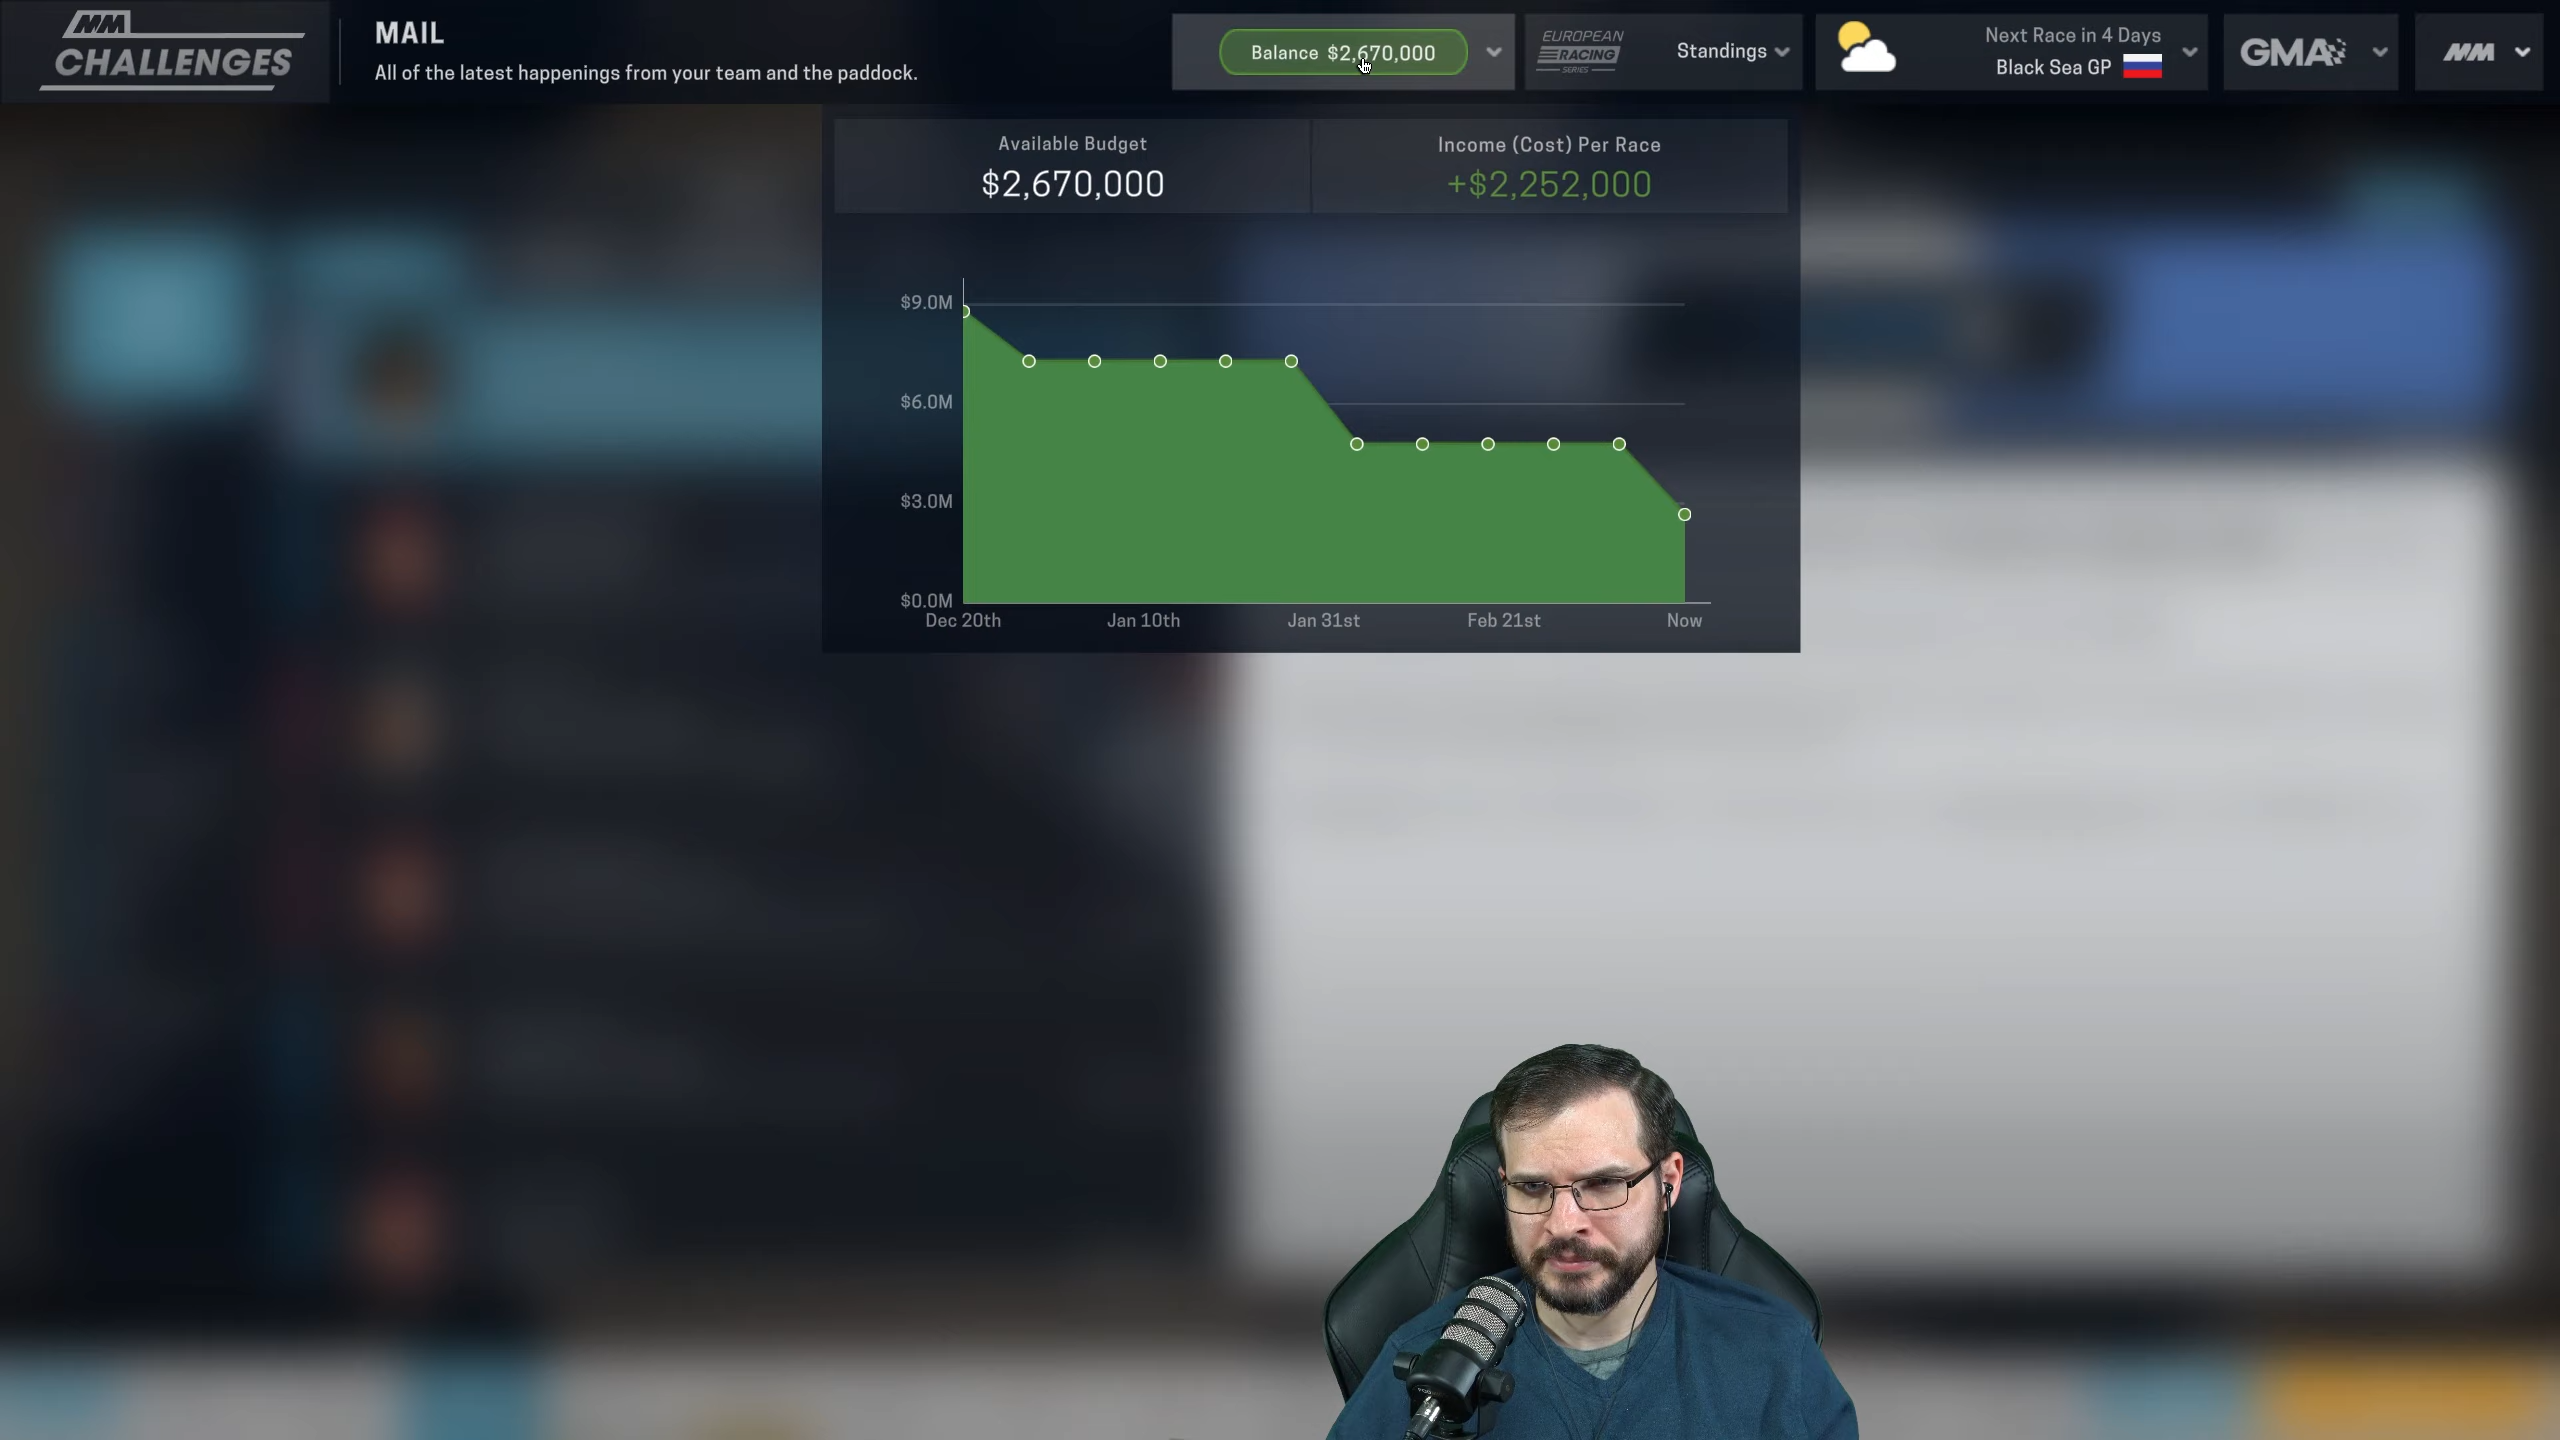 MM
CHALLENGES
MAIL
All of the latest happenings from your team and the paddock.
Balance $2,670,000
EUROPEAN
RACING
SERIES
Standings
Next Race in 4 Days
Black Sea GP
GMA
MM
Available Budget
$2,670,000
Income (Cost) Per Race
+$2,252,000
$9.0M
$6.0M
$3.0M
$0.0M
Dec 20th
Jan 10th
Jan 31st
Feb 21st
Now